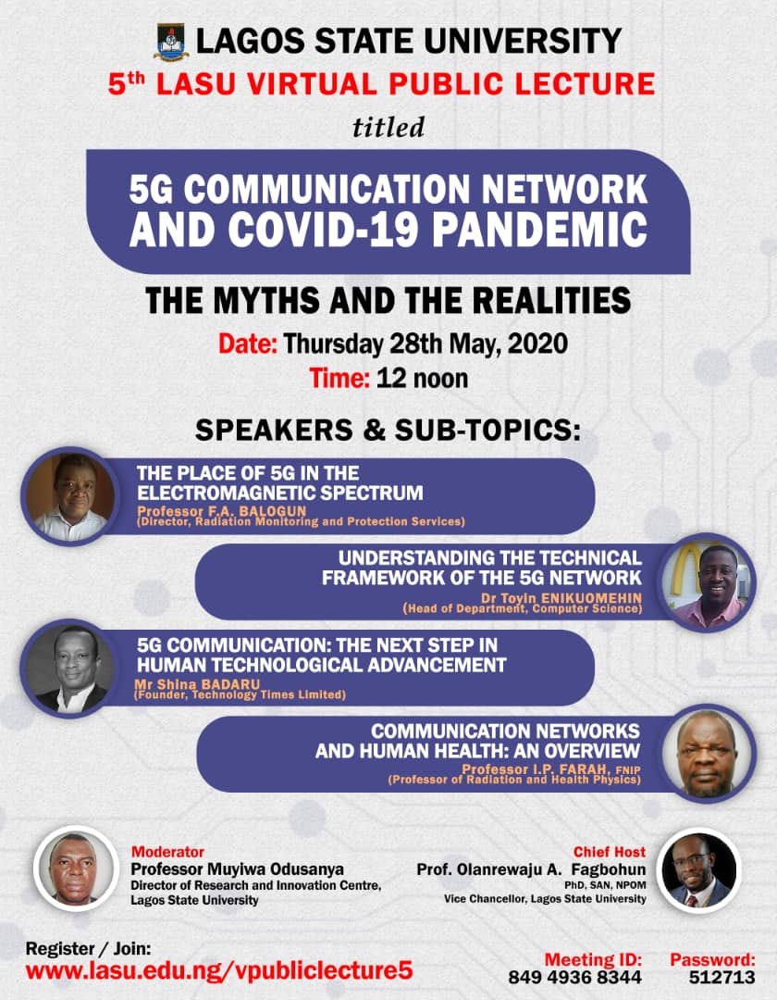 LAGOS STATE UNIVERSITY
5th LASU VIRTUAL PUBLIC LECTURE
titled
5G COMMUNICATION NETWORK
AND COVID-19 PANDEMIC
THE MYTHS AND THE REALITIES
Date: Thursday 28th May, 2020
Time: 12 noon
SPEAKERS & SUB-TOPICS:
THE PLACE OF 5G IN THE
ELECTROMAGNETIC SPECTRUM
Professor F.A. BALOGUN
(Director, Radiation Monitoring and Protection Services)
UNDERSTANDING THE TECHNICAL
FRAMEWORK OF THE 5G NETWORK
Dr Toyin ENIKUOMEHIN
(Head of Department, Computer Science)
5G COMMUNICATION: THE NEXT STEP IN
HUMAN TECHNOLOGICAL ADVANCEMENT
Mr Shina BADARU
(Founder, Technology Times Limited)
COMMUNICATION NETWORKS
AND HUMAN HEALTH: AN OVERVIEW
Professor I.P. FARAH, FNIP
(Professor of Radiation and Health Physics)
Moderator
Professor Muyiwa Odusanya
Director of Research and Innovation Centre,
Lagos State University
Chief Host
Prof. Olanrewaju A. Fagbohun
PhD, SAN, NPOM
Vice Chancellor, Lagos State University
Register / Join:
www.lasu.edu.ng/vpubliclecture5
Meeting ID:
849 4936 8344
Password:
512713